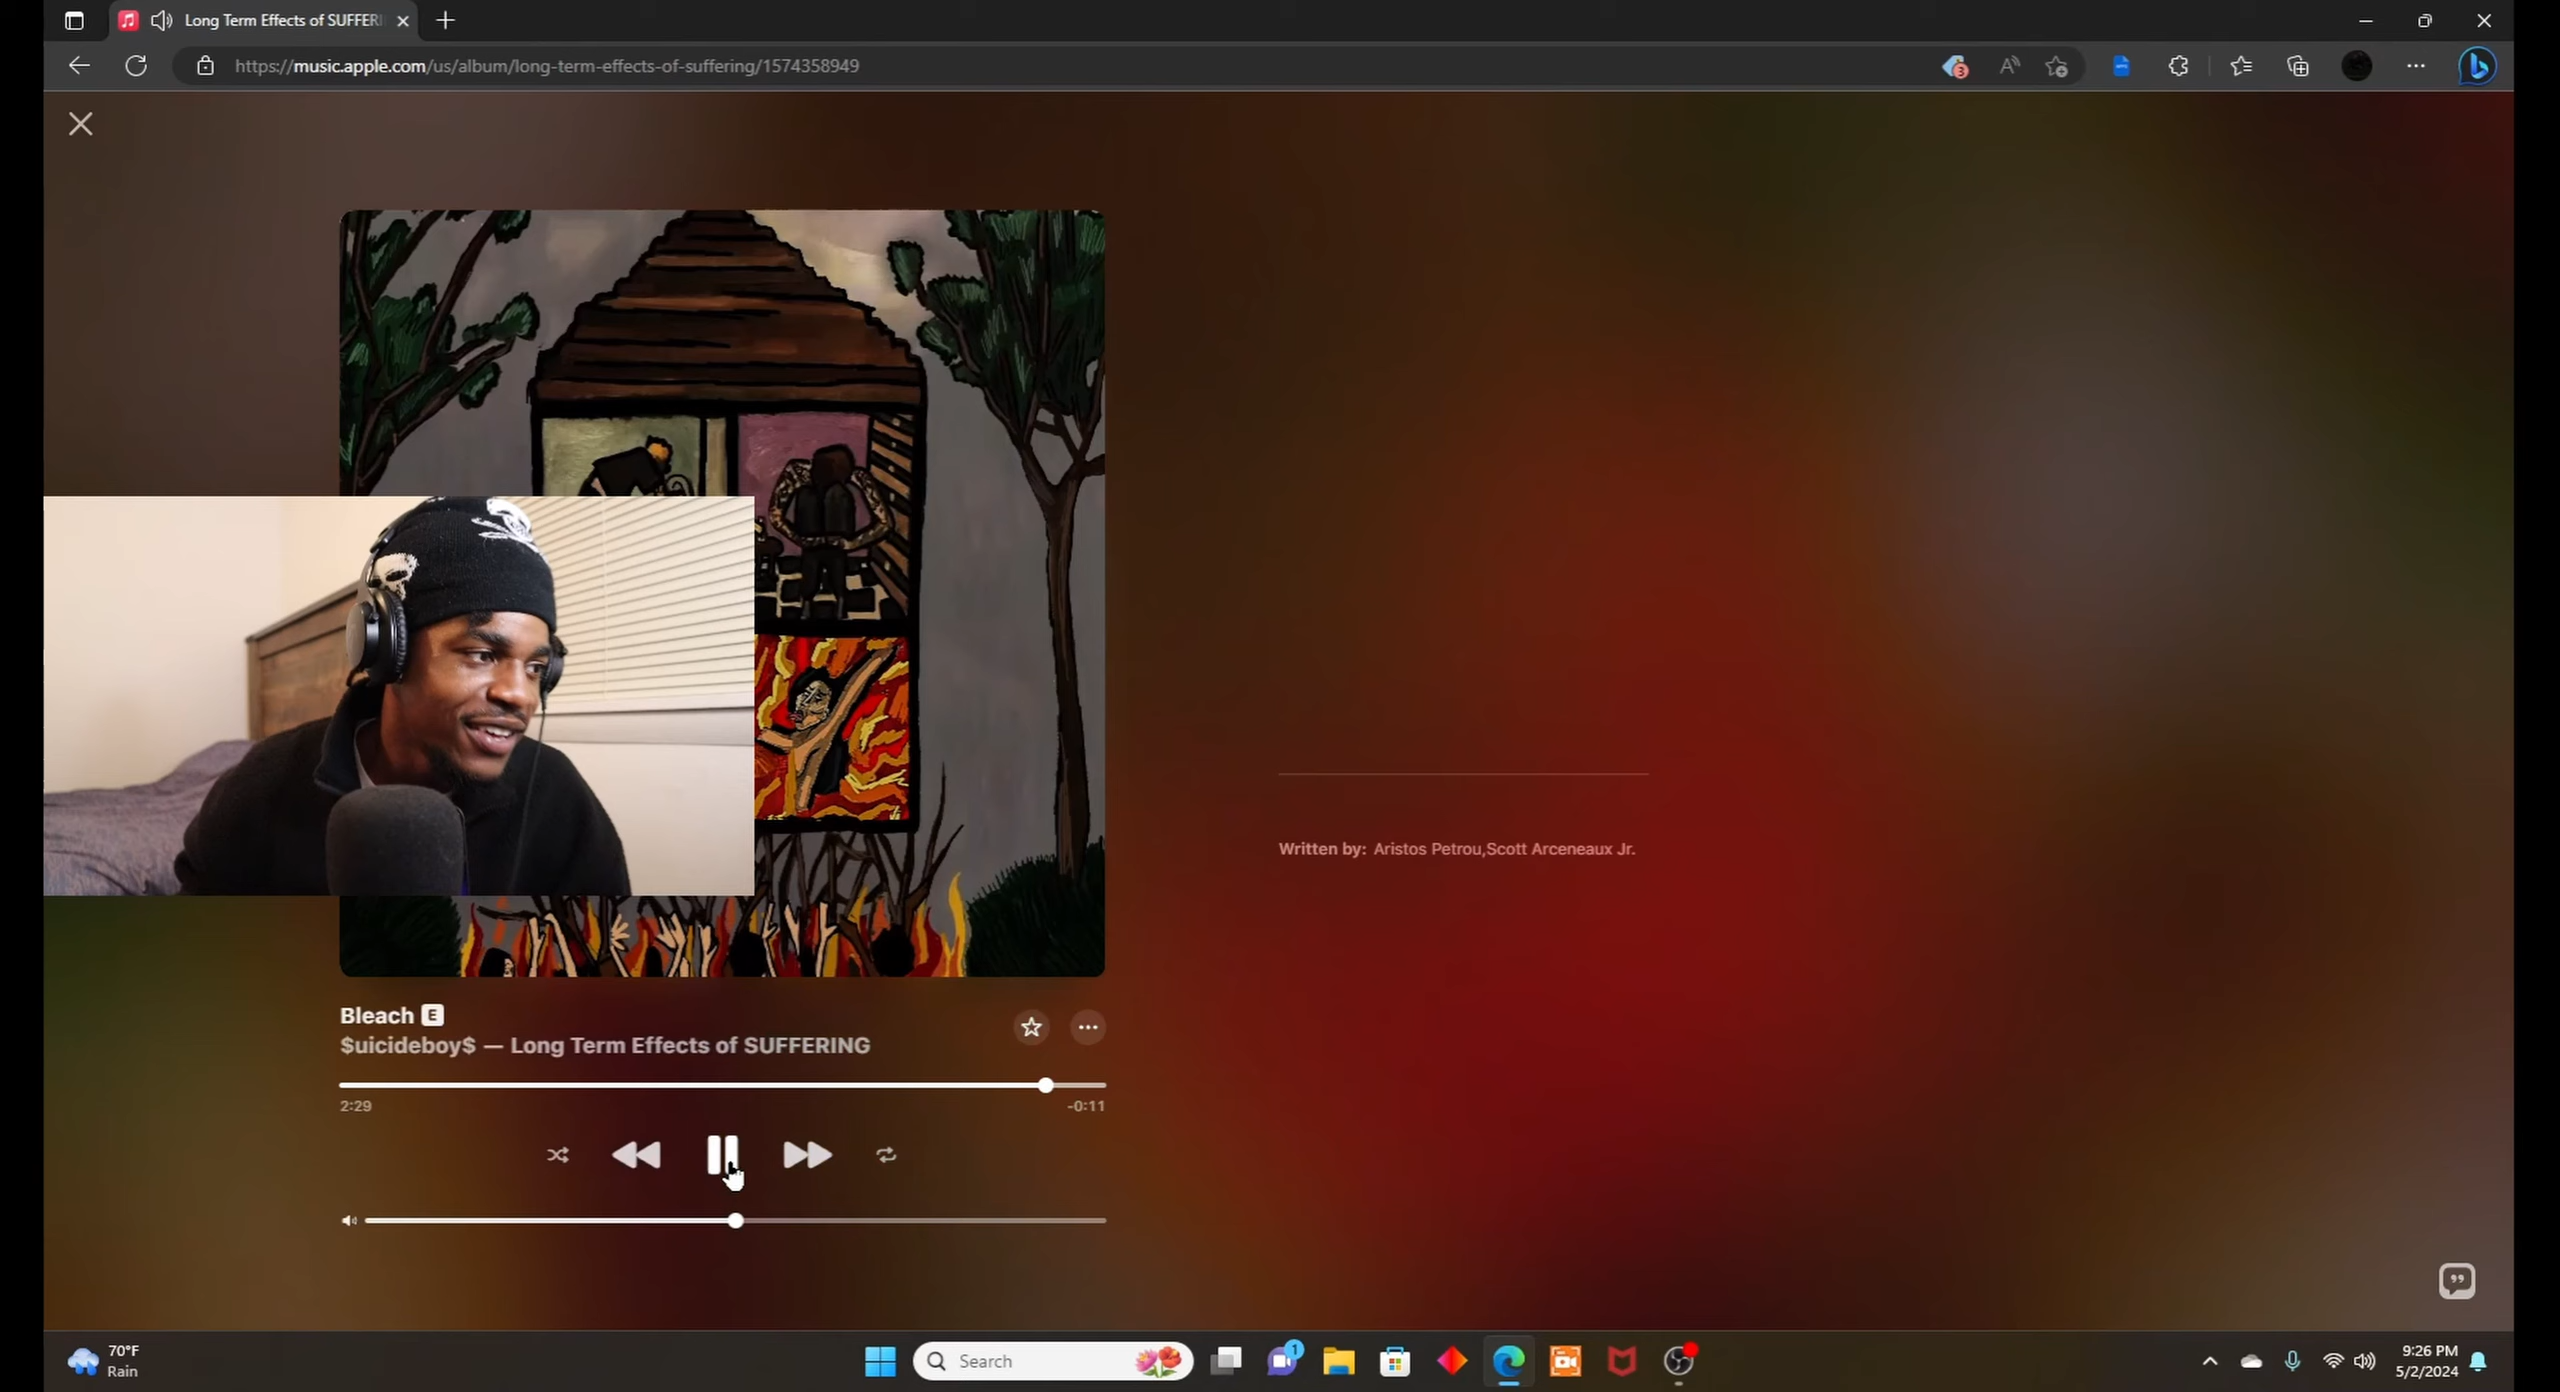 Long Term Effects of SUFFERI
https://music.apple.com/us/album/long-term-effects-of-suffering/1574358949
3
Written by: Aristos Petrou,Scott Arceneaux Jr.
Bleach E
$uicideboy$ — Long Term Effects of SUFFERING
2:29 -0:11
70°F
Rain
Search
1
9:26 PM
5/2/2024